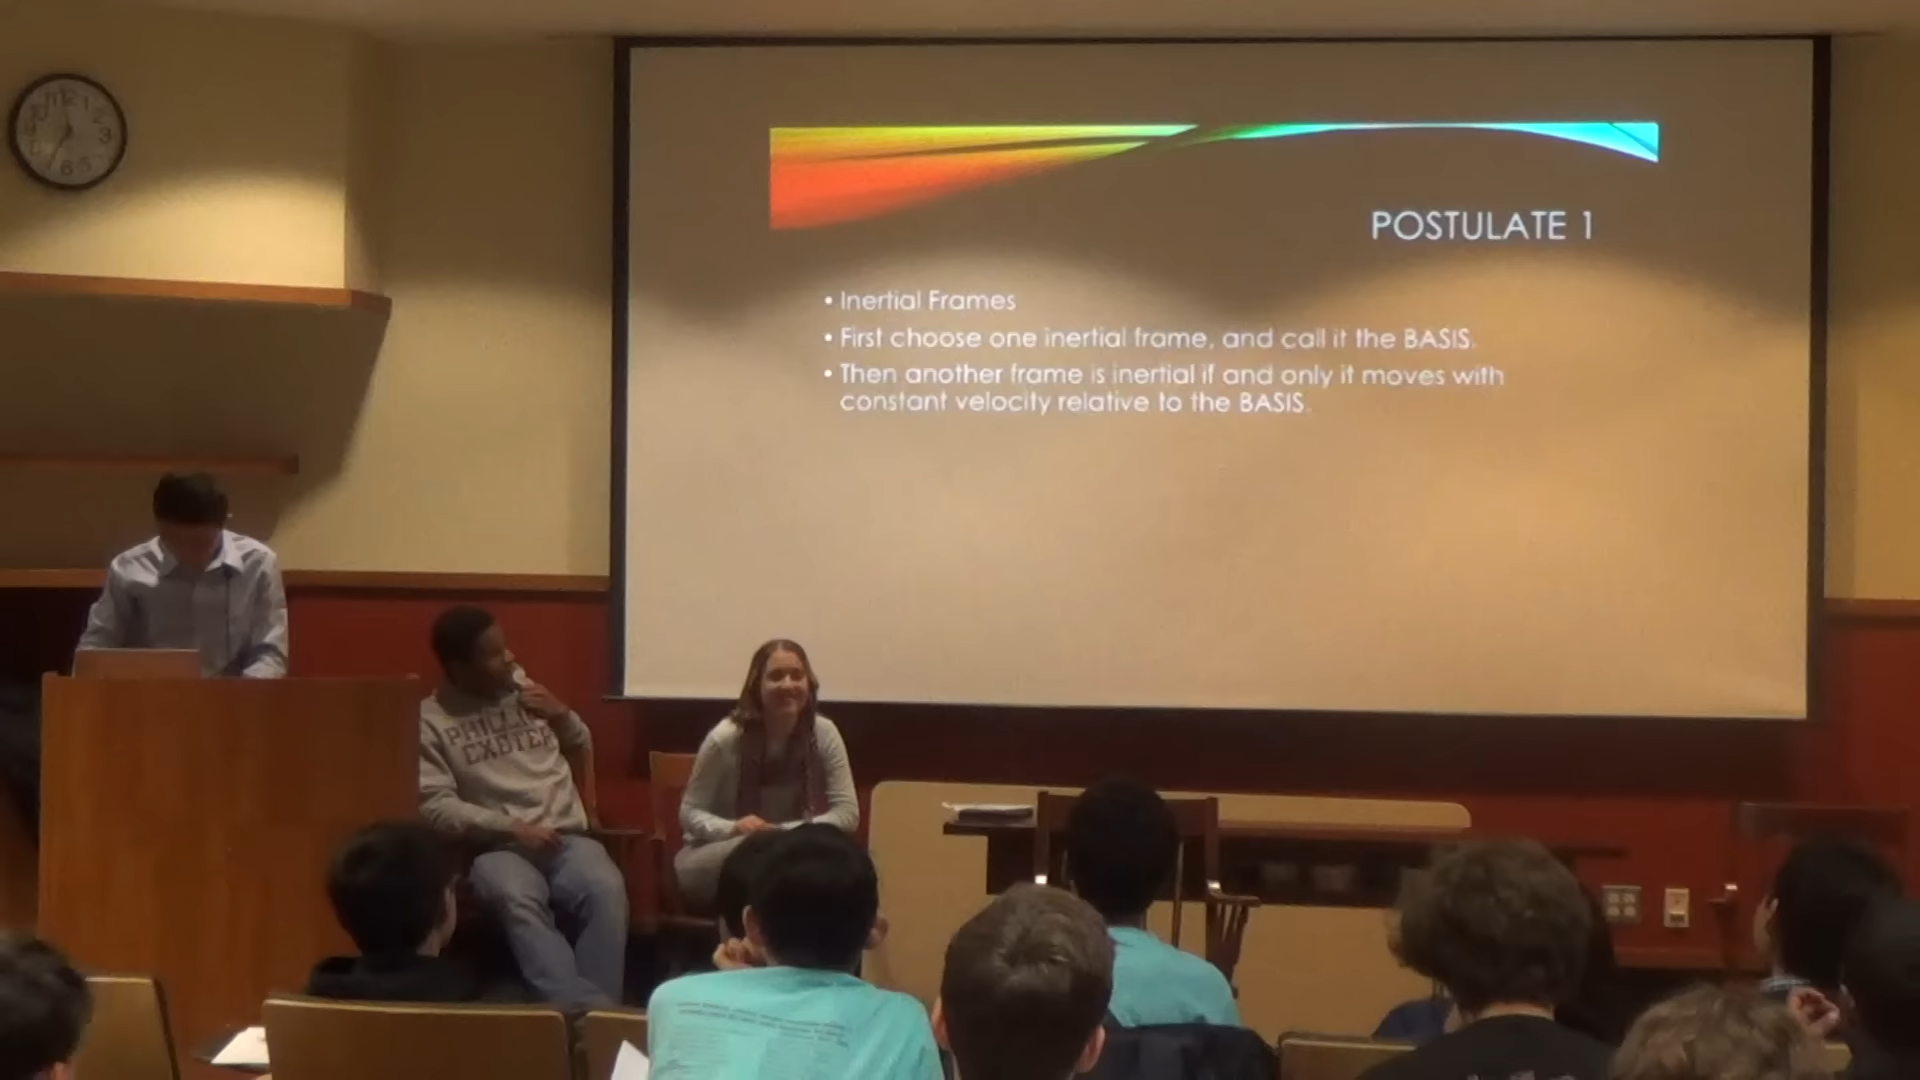 POSTULATE 1
• Inertial Frames
• First choose one inertial frame, and call it the BASIS.
• Then another frame is inertial if and only it moves with
constant velocity relative to the BASIS.
EXETER